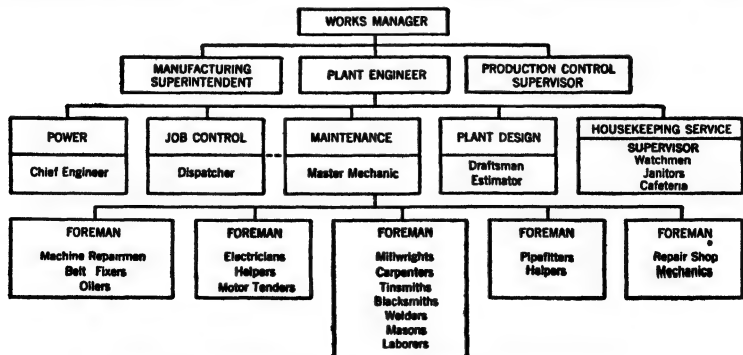 WORKS MANAGER
MANUFACTURING
SUPERINTENDENT
PLANT ENGINEER
PRODUCTION CONTROL
SUPERVISOR
POWER
Chief Engineer
JOB CONTROL
Dispatcher
MAINTENANCE
Master Mechanic
PLANT DESIGN
Draftsman
Estimator
HOUSEKEEPING SERVICE
SUPERVISOR
Watchmen
Janitors
Cafeteria
FOREMAN
Machine Repairmen
Belt Fixers
Oilers
FOREMAN
Electricians
Helpers
Motor Tenders
FOREMAN
Millwrights
Carpenters
Tinsmiths
Blacksmiths
Welders
Masons
Laborers
FOREMAN
Pipefitters
Helpers
FOREMAN
Repair Shop
Mechanics